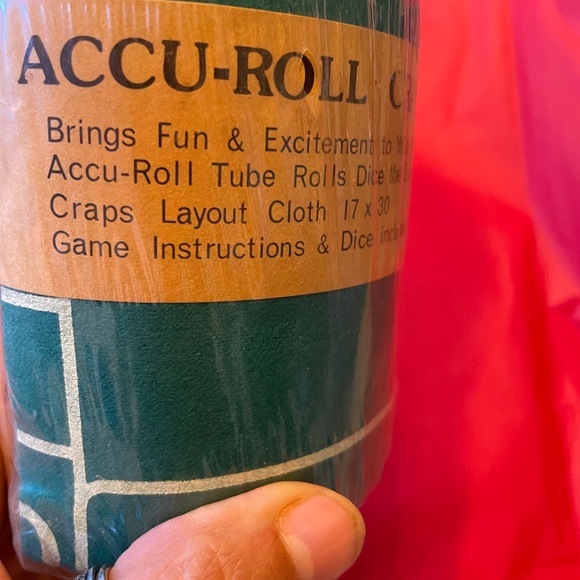 ACCU-ROLL
Brings Fun & Excitement to
Accu-Roll Tube Rolls Dice the
Craps Layout Cloth 17 x 30
Game Instructions & Dice